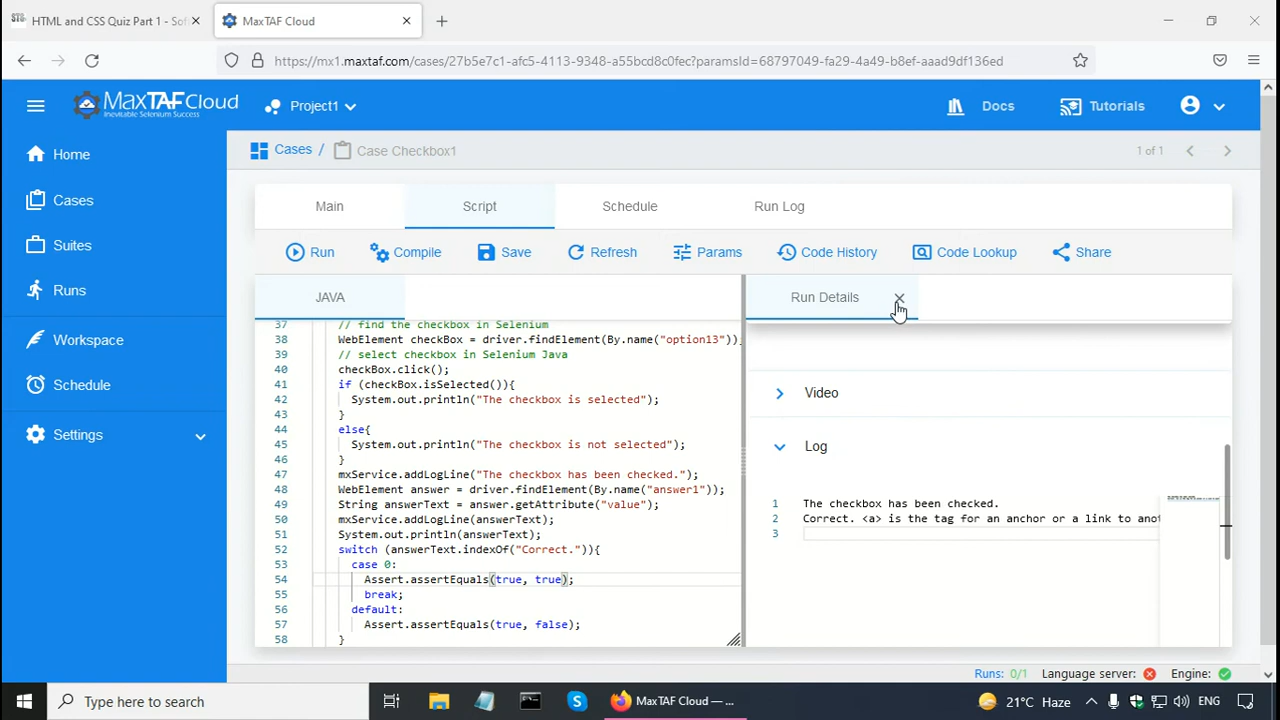 HTML and CSS Quiz Part 1 - Sof
MaxTAF Cloud
https://mx1.maxtaf.com/cases/27b5e7c1-afc5-4113-9348-a55bcd8c0fec?paramsId=68797049-fa29-4a49-b8ef-aaad9df136ed
MaxTAFCloud
Inevitable Selenium Success
Project1
Docs
Tutorials
Home
Cases
Suites
Runs
Workspace
Schedule
Settings
Cases / Case Checkbox1
1 of 1
Main Script Schedule Run Log
Run Compile Save Refresh Params Code History Code Lookup Share
JAVA
37 // find the checkbox in Selenium
38 WebElement checkBox = driver.findElement(By.name("option13"));
39 // select checkbox in Selenium Java
40 checkBox.click();
41 if (checkBox.isSelected()){
42 System.out.println("The checkbox is selected");
43 }
44 else{
45 System.out.println("The checkbox is not selected");
46 }
47 mxService.addLogLine("The checkbox has been checked.");
48 WebElement answer = driver.findElement(By.name("answer1"));
49 String answerText = answer.getAttribute("value");
50 mxService.addLogLine(answerText);
51 System.out.println(answerText);
52 switch (answerText.indexOf("Correct.")){
53 case 0:
54 Assert.assertEquals(true, true);
55 break;
56 default:
57 Assert.assertEquals(true, false);
58 }
Run Details
Video
Log
1 The checkbox has been checked.
2 Correct. <a> is the tag for an anchor or a link to anot
3
Runs: 0/1 Language server: Engine:
Type here to search
MaxTAF Cloud — ...
21°C Haze
ENG